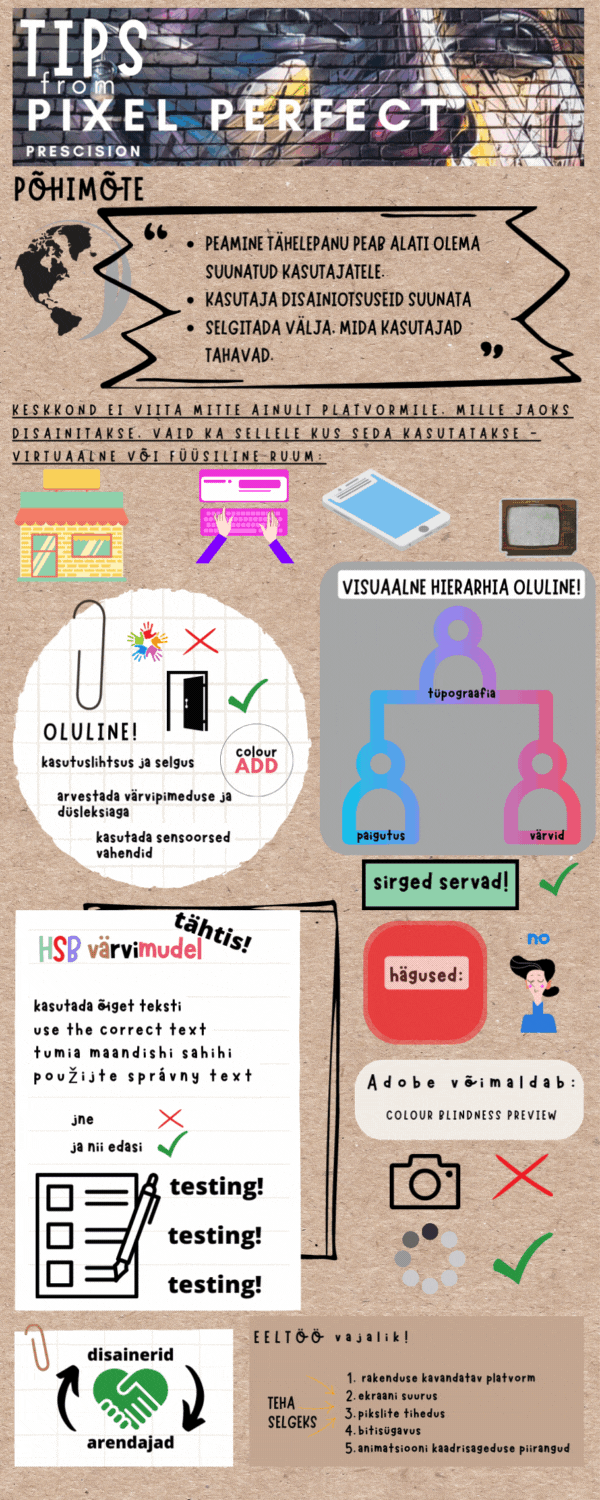 TIPS
from
PIXEL PERFECT
PRESCISION
PÕHIMÕTE
“
• PEAMINE TÄHELEPANU PEAB ALATI OLEMA
SUUNATUD KASUTAJATELE.
• KASUTAJA DISAINIOTSUSEID SUUNATA
• SELGITADA VÄLJA, MIDA KASUTAJAD
TAHAVAD.
”
KESKKOND EI VIITA MITTE AINULT PLATVORMILE, MILLE JAOKS
DISAINITAKSE, VAID KA SELLELE KUS SEDA KASUTATAKSE -
VIRTUAALNE VÕI FÜÜSILINE RUUM:
VISUAALNE HIERARHIA OLULINE!
tüpograafia
paigutus
värvid
OLULINE!
kasutuslihtsus ja selgus
colour
ADD
arvestada värvipimeduse ja
düsleksiaga
kasutada sensoorsed
vahendid
sirged servad!
hägused:
no
tähtis!
HSB värvimudel
kasutada õiget teksti
use the correct text
tumia maandishi sahihi
použijte správny text
jne
ja nii edasi
testing!
testing!
testing!
Adobe võimaldab:
COLOUR BLINDNESS PREVIEW
disainerid
arendajad
EELTÖÖ vajalik!
TEHA
SELGEKS
1. rakenduse kavandatav platvorm
2. ekraani suurus
3. pikslite tihedus
4. bitisügavus
5. animatsiooni kaadrisageduse piirangud